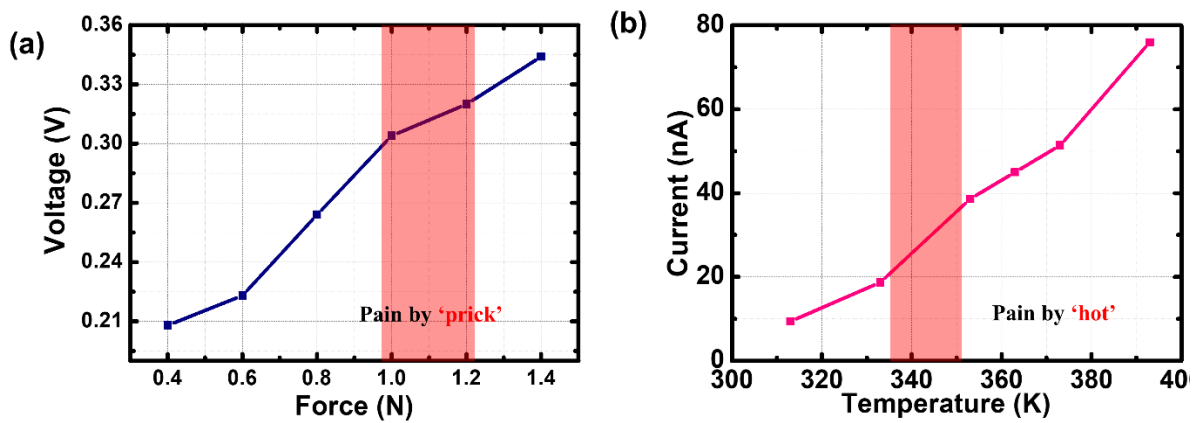 (a)
0.36
0.33
0.30
0.27
0.24
0.21
Voltage (V)
Pain by ‘prick’
0.4 0.6 0.8 1.0 1.2 1.4
Force (N)
(b)
80
60
40
20
0
Current (nA)
Pain by ‘hot’
300 320 340 360 380 400
Temperature (K)